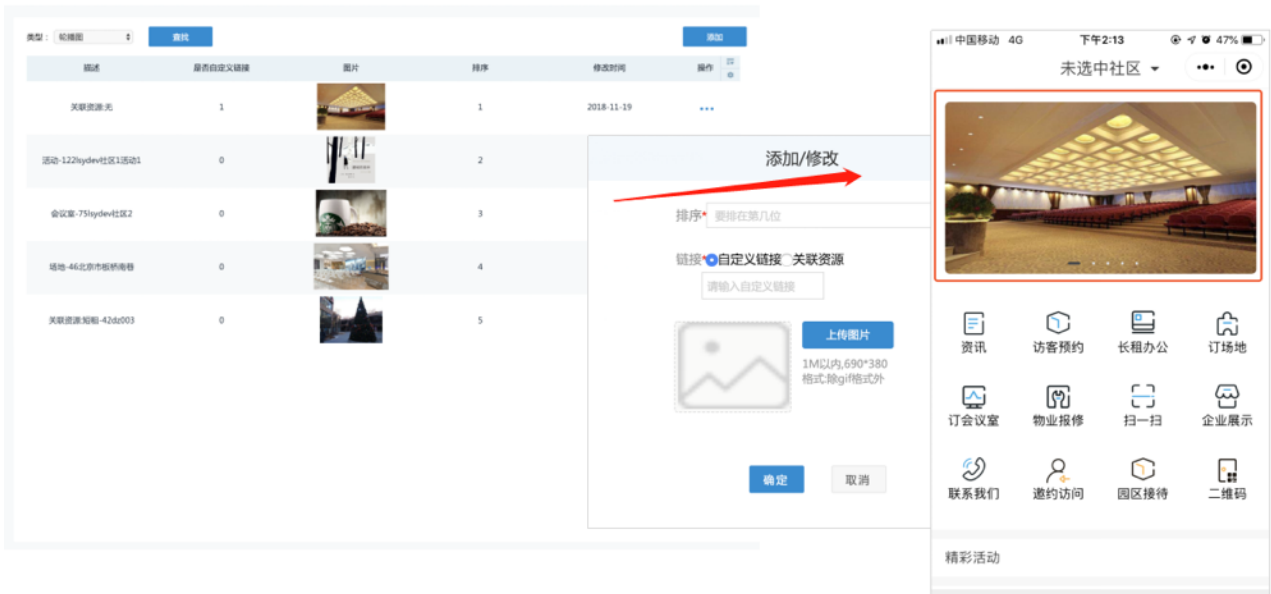 类型： 轮播图 查找 添加
描述 是否自定义链接 图片 排序 修改时间 操作
关联资源:无 1 1 2018-11-19 •••
活动-122lsydev社区1活动1 0 2
会议室-75lsydev社区2 0 3
场地-46北京市板桥南巷 0 4
关联资源:短租-42dz003 0 5
添加/修改
排序* 要排在第几位
链接* 自定义链接 关联资源
请输入自定义链接
上传图片
1M以内,690*380
格式:除gif格式外
确定 取消
中国移动 4G 下午2:13 47%
未选中社区
资讯 访客预约 长租办公 订场地
订会议室 物业报修 扫一扫 企业展示
联系我们 邀约访问 园区接待 二维码
精彩活动